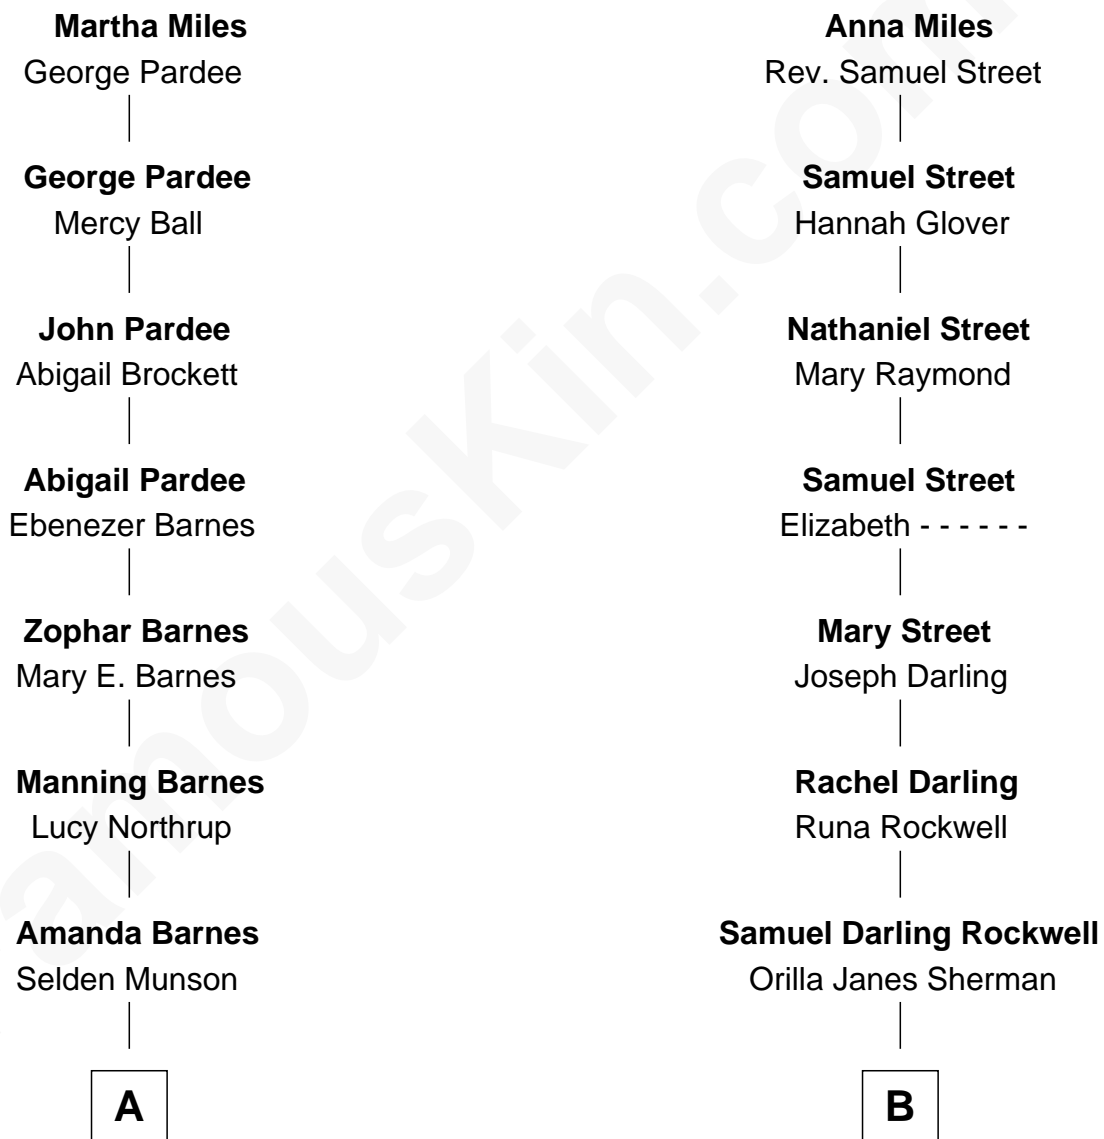 Martha Miles
George Pardee
George Pardee
Mercy Ball
John Pardee
Abigail Brockett
Abigail Pardee
Ebenezer Barnes
Zophar Barnes
Mary E. Barnes
Manning Barnes
Lucy Northrup
Amanda Barnes
Selden Munson
A
Anna Miles
Rev. Samuel Street
Samuel Street
Hannah Glover
Nathaniel Street
Mary Raymond
Samuel Street
Elizabeth - - - - - -
Mary Street
Joseph Darling
Rachel Darling
Runa Rockwell
Samuel Darling Rockwell
Orilla Janes Sherman
B
amouskin.com